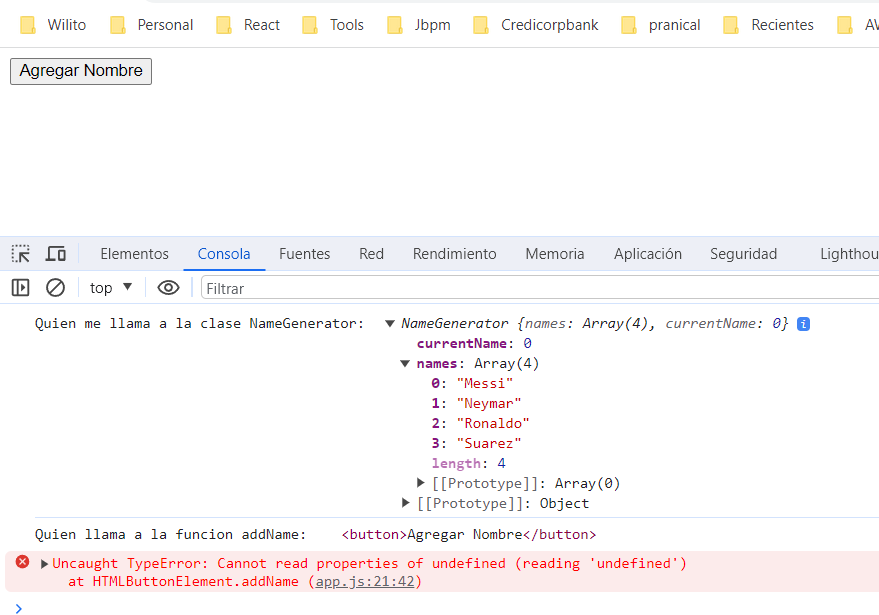 Wilito Personal React Tools Jbpm Credicorpbank pranical Recientes AW
Agregar Nombre
Elementos Consola Fuentes Red Rendimiento Memoria Aplicación Seguridad Lighthou
top ▼ Filtrar
Quien me llama a la clase NameGenerator: ▼ NameGenerator {names: Array(4), currentName: 0} i
currentName: 0
▼ names: Array(4)
0: "Messi"
1: "Neymar"
2: "Ronaldo"
3: "Suarez"
length: 4
▶ [[Prototype]]: Array(0)
▶ [[Prototype]]: Object
Quien llama a la funcion addName: <button>Agregar Nombre</button>
▶ Uncaught TypeError: Cannot read properties of undefined (reading 'undefined')
at HTMLButtonElement.addName (app.js:21:42)
>